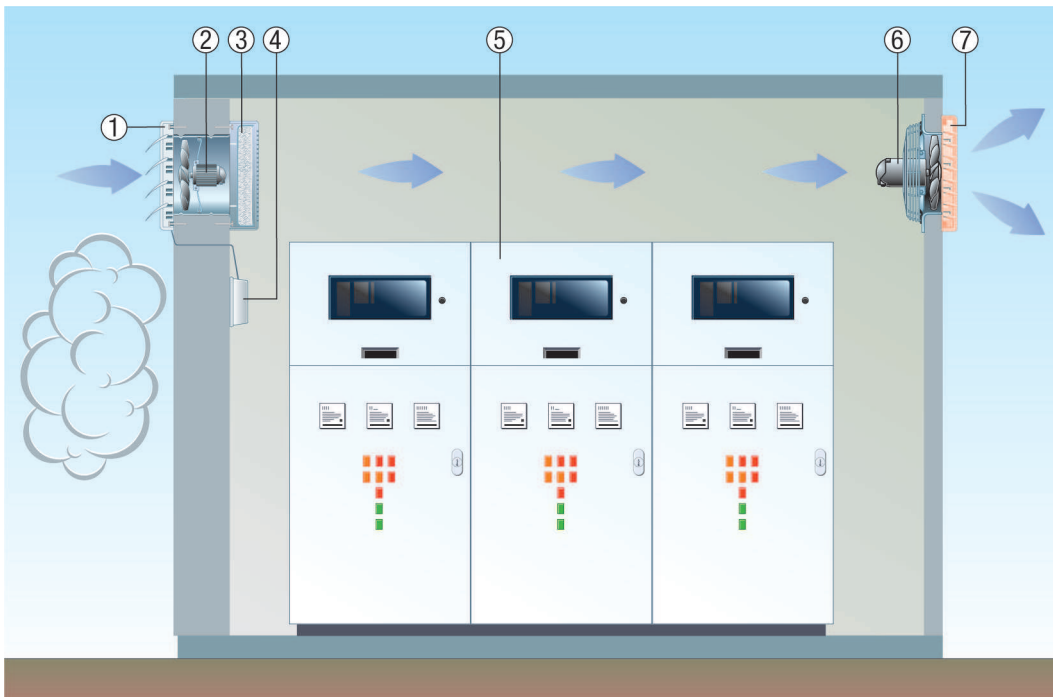 ② ③ ④ ⑤ ⑥ ⑦
①